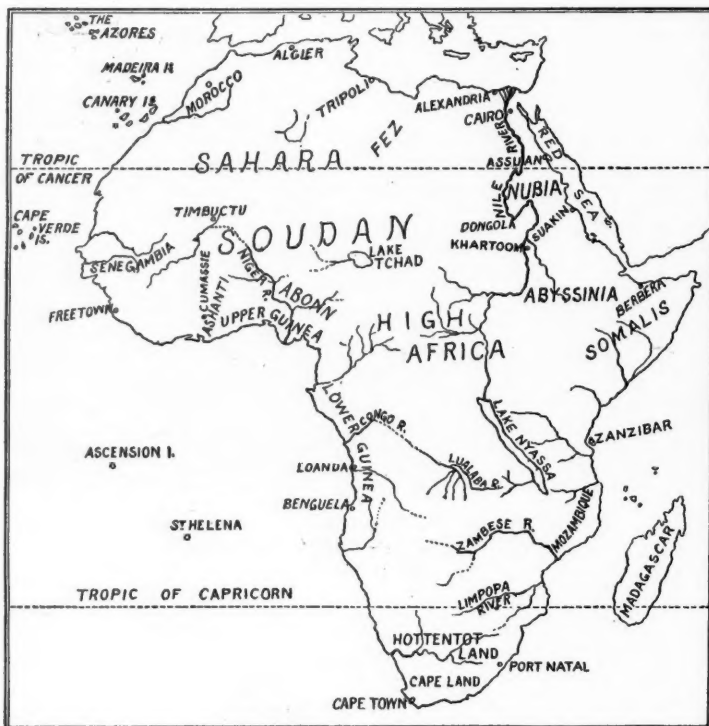 THE
AZORES
MADEIRA IS
CANARY IS.
ALGIER
MOROCCO
TRIPOLI
FEZ
ALEXANDRIA
CAIRO
RIVER
NILE
RED
SEA
SAHARA
TROPIC
OF CANCER
ASSUAN
NUBIA
CAPE
VERDE
IS.
TIMBUCTU
SOUDAN
DONGOLA
KHARTOOM
SUAKIN
LAKE
TCHAD
SENEGAMBIA
NIGER R.
CUMASSIE
ASHANTI
ABONN
ABYSSINIA
BERBERA
FREETOWN
UPPER GUINEA
HIGH
AFRICA
SOMALIS
LOWER
GUINEA
CONGO R.
LAKE NYASSA
ZANZIBAR
ASCENSION I.
LUALABA R.
LOANDA
BENGUELA
ST HELENA
ZAMBESE R.
MOZAMBIQUE
MADAGASCAR
TROPIC OF CAPRICORN
LIMPOPA
RIVER
HOTTENTOT
LAND
PORT NATAL
CAPE LAND
CAPE TOWN